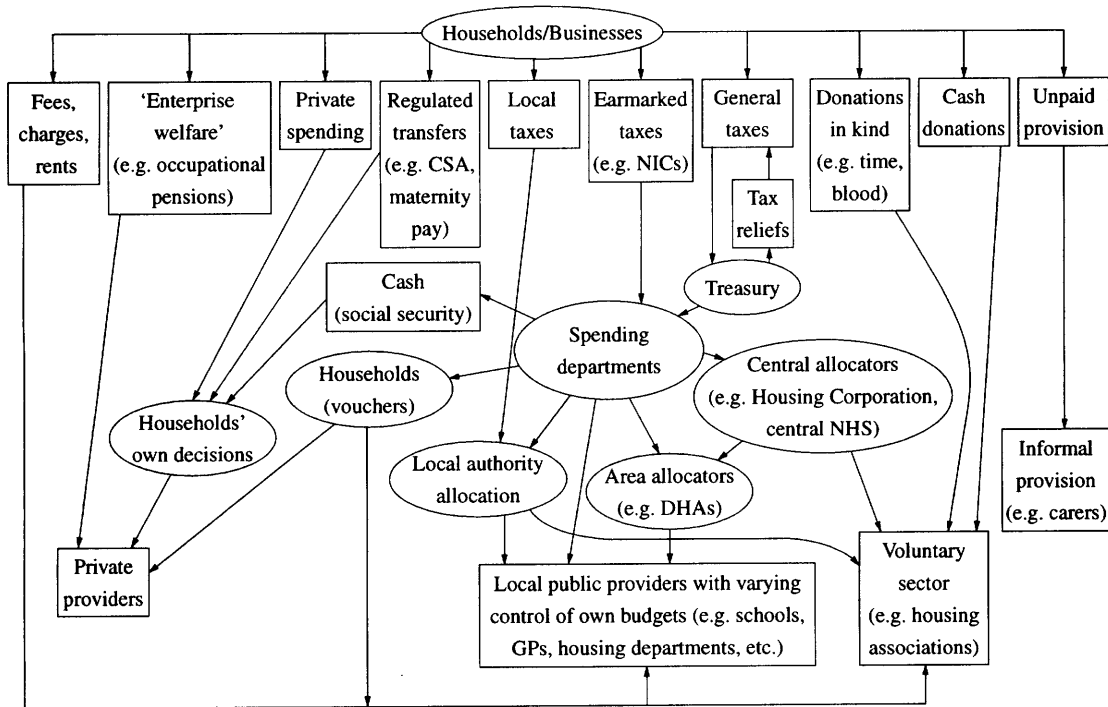 Households/Businesses
Fees,
charges,
rents
‘Enterprise
welfare’
(e.g. occupational
pensions)
Private
spending
Regulated
transfers
(e.g. CSA,
maternity
pay)
Local
taxes
Earmarked
taxes
(e.g. NICs)
General
taxes
Donations
in kind
(e.g. time,
blood)
Cash
donations
Unpaid
provision
Tax
reliefs
Treasury
Cash
(social security)
Spending
departments
Central allocators
(e.g. Housing Corporation,
central NHS)
Households
(vouchers)
Households’
own decisions
Local authority
allocation
Area allocators
(e.g. DHAs)
Informal
provision
(e.g. carers)
Private
providers
Local public providers with varying
control of own budgets (e.g. schools,
GPs, housing departments, etc.)
Voluntary
sector
(e.g. housing
associations)